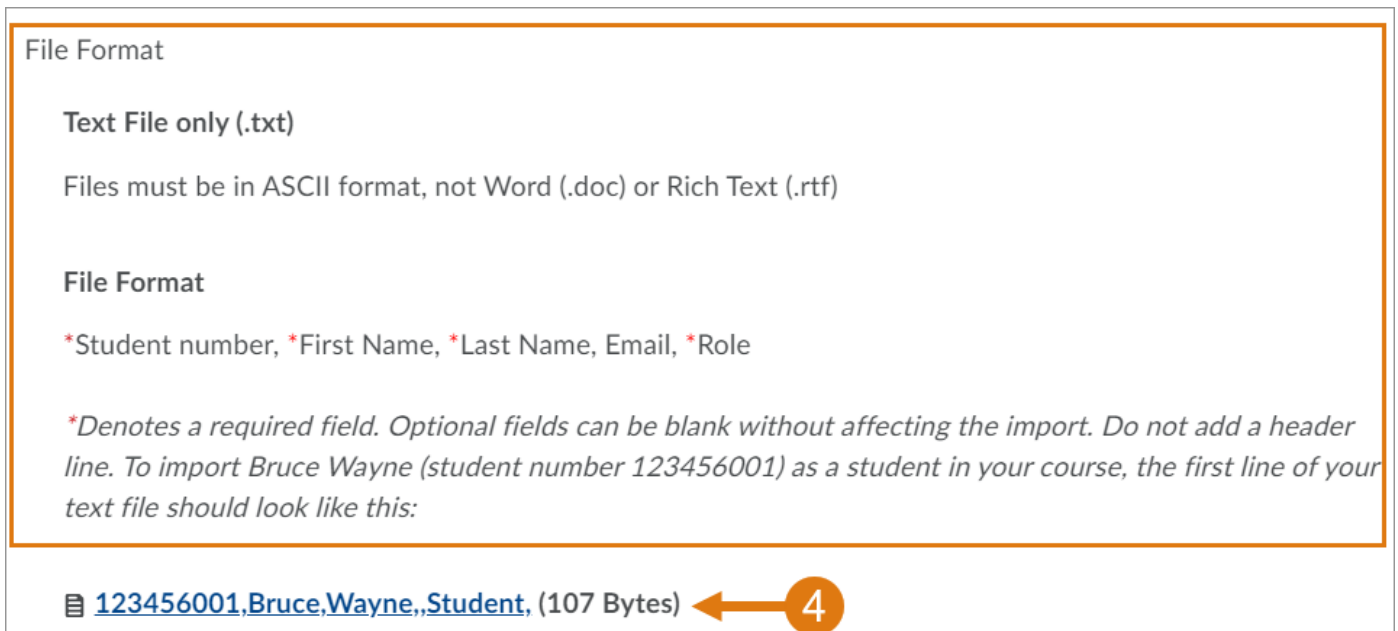 File Format
Text File only (.txt)
Files must be in ASCII format, not Word (.doc) or Rich Text (.rtf)
File Format
*Student number, *First Name, *Last Name, Email, *Role
*Denotes a required field. Optional fields can be blank without affecting the import. Do not add a header
line. To import Bruce Wayne (student number 123456001) as a student in your course, the first line of your
text file should look like this:
123456001,Bruce,Wayne,,Student, (107 Bytes) 4